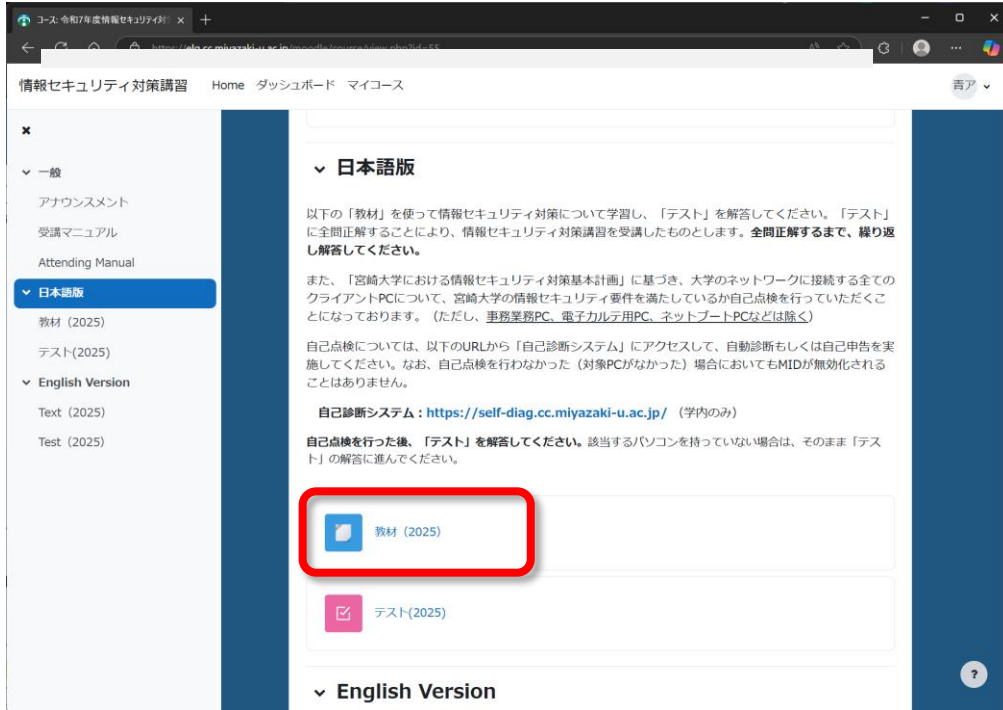 コース: 令和7年度情報セキュリティ対
https://elg.cc.miyazaki-u.ac.jp/moodle/course/view.php?id=55
情報セキュリティ対策講習 Home ダッシュボード マイコース 青ア
一般
アナウンスメント
受講マニュアル
Attending Manual
日本語版
教材（2025）
テスト(2025)
English Version
Text（2025）
Test（2025）
日本語版
以下の「教材」を使って情報セキュリティ対策について学習し、「テスト」を解答してください。「テスト」
に全問正解することにより、情報セキュリティ対策講習を受講したものとします。全問正解するまで、繰り返
し解答してください。
また、「宮崎大学における情報セキュリティ対策基本計画」に基づき、大学のネットワークに接続する全ての
クライアントPCについて、宮崎大学の情報セキュリティ要件を満たしているか自己点検を行っていただくこ
とになっております。（ただし、事務業務PC、電子カルテ用PC、ネットブートPCなどは除く）
自己点検については、以下のURLから「自己診断システム」にアクセスして、自動診断もしくは自己申告を実
施してください。なお、自己点検を行わなかった（対象PCがなかった）場合においてもMIDが無効化される
ことはありません。
自己診断システム：https://self-diag.cc.miyazaki-u.ac.jp/ （学内のみ）
自己点検を行った後、「テスト」を解答してください。該当するパソコンを持っていない場合は、そのまま「テス
ト」の解答に進んでください。
教材（2025）
テスト(2025)
English Version